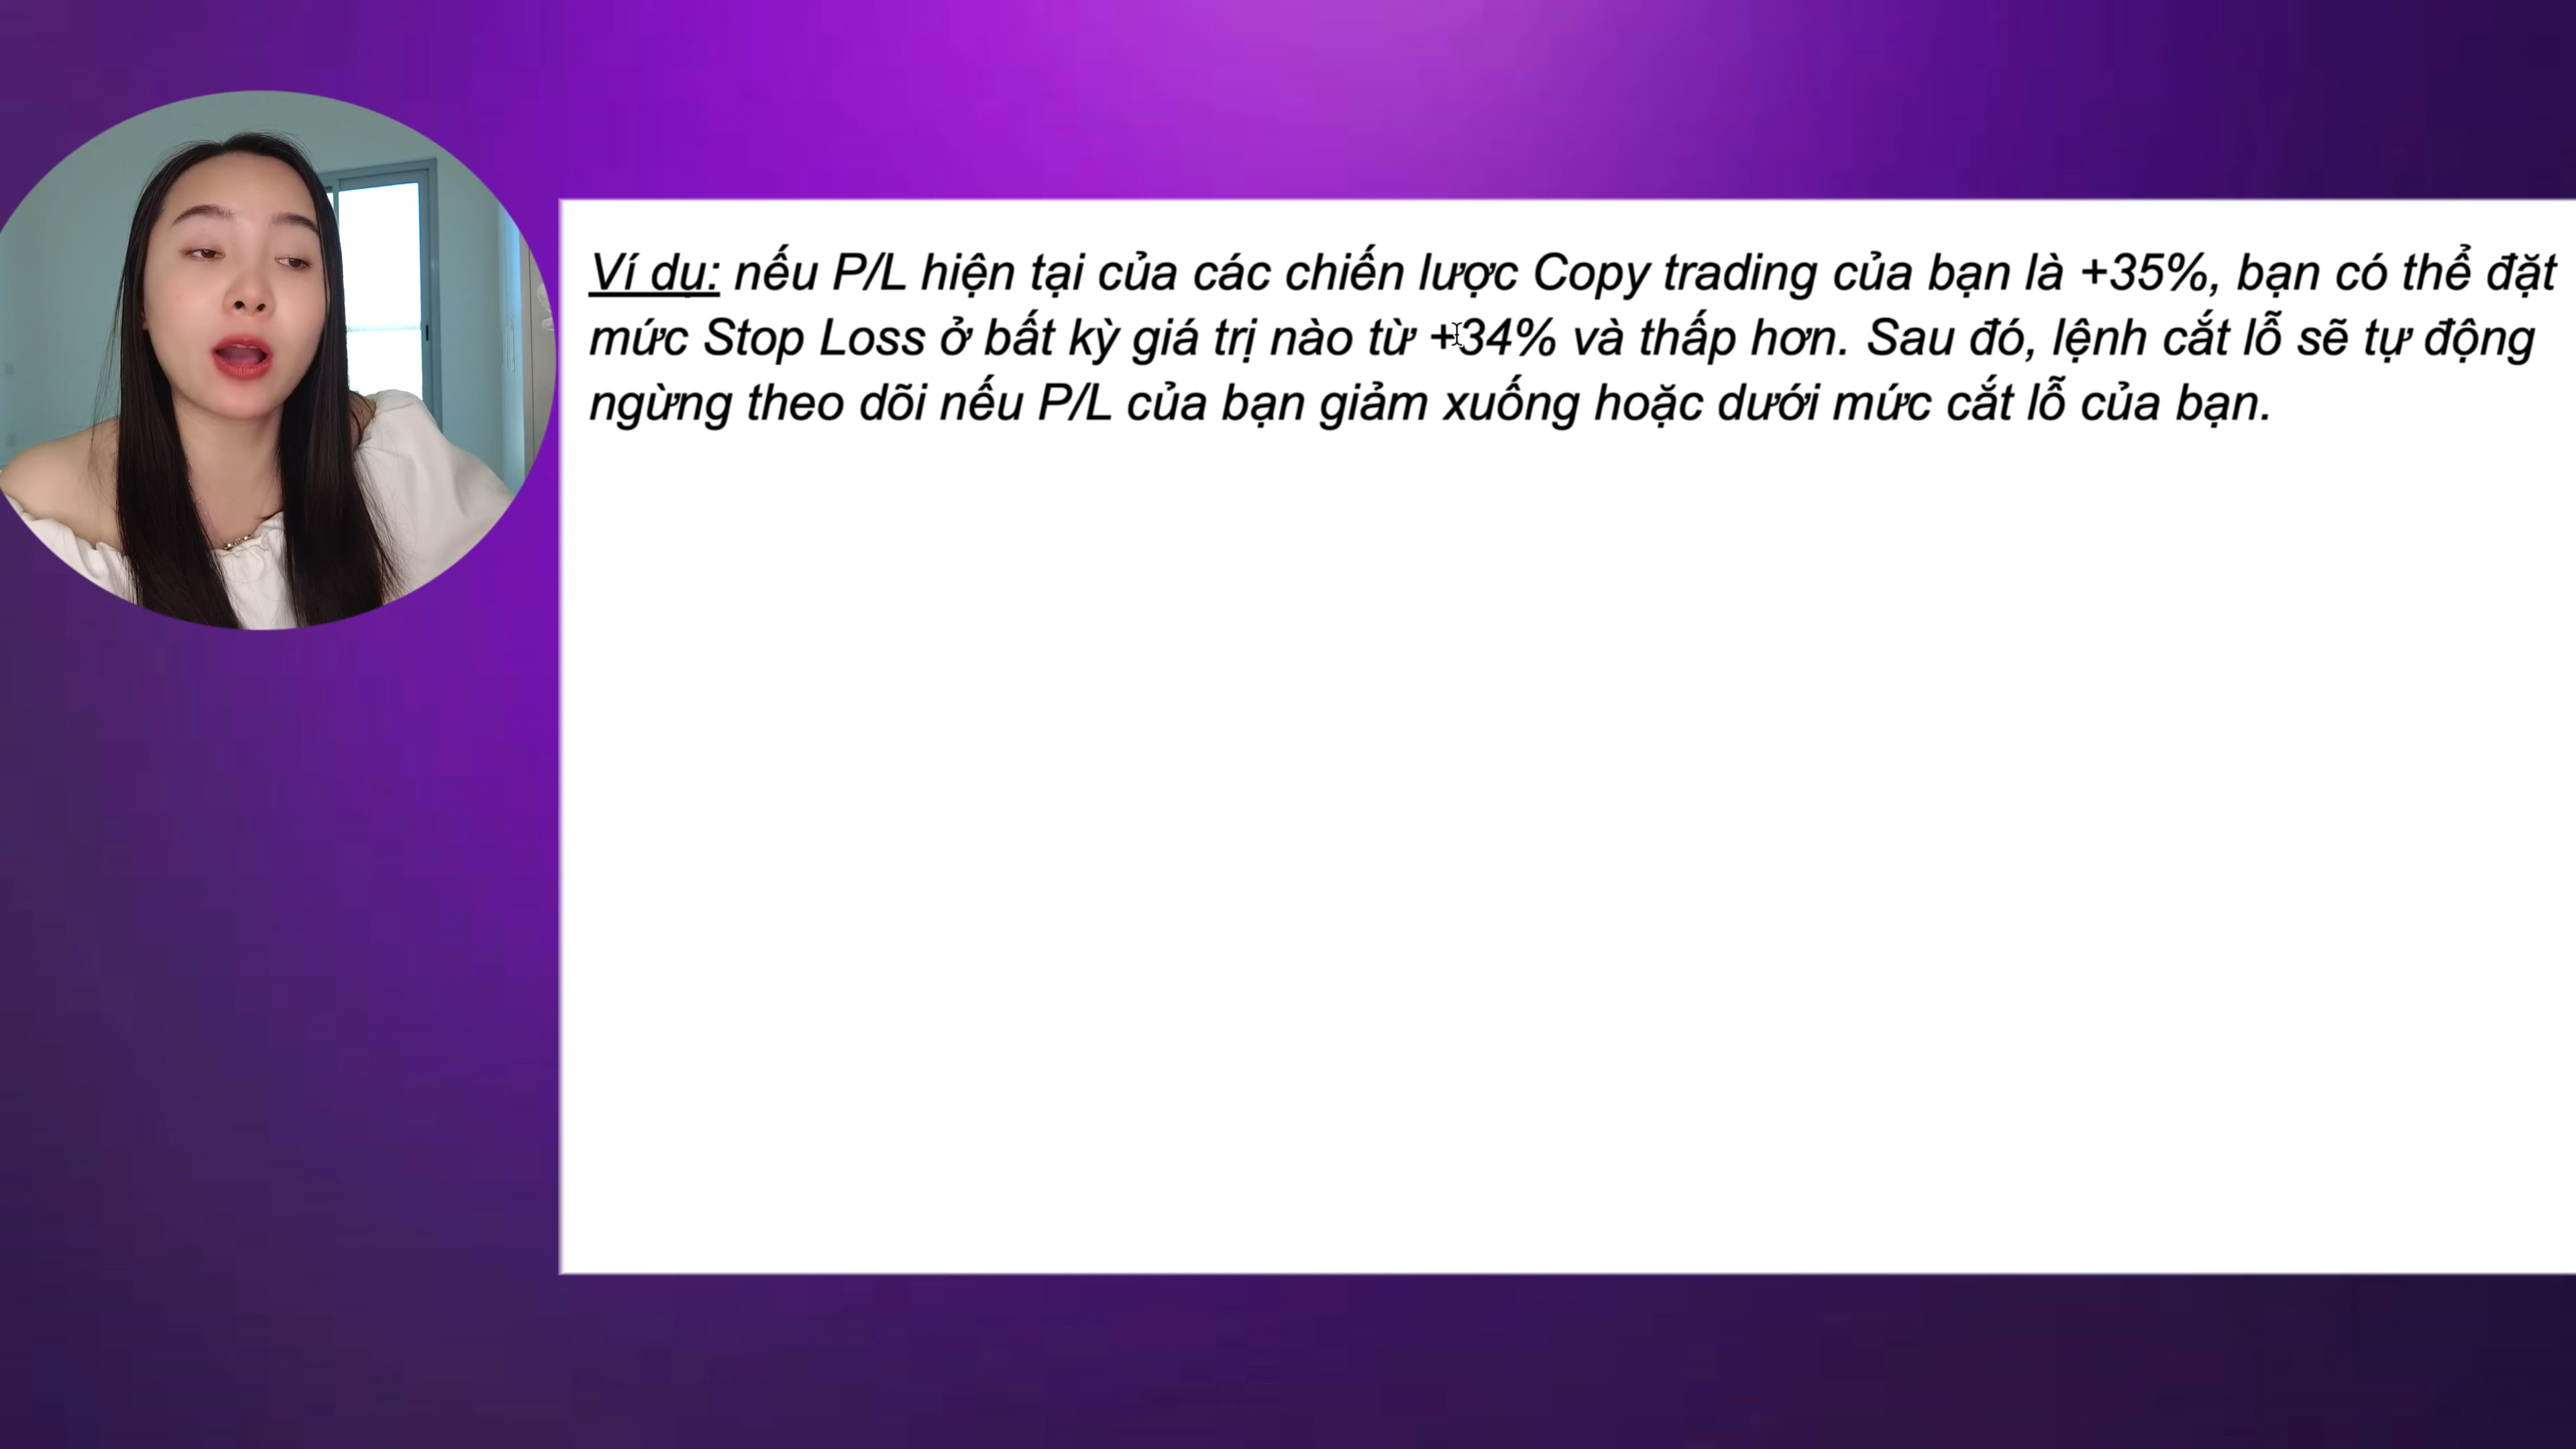 Ví dụ: nếu P/L hiện tại của các chiến lược Copy trading của bạn là +35%, bạn có thể đặt
mức Stop Loss ở bất kỳ giá trị nào từ +34% và thấp hơn. Sau đó, lệnh cắt lỗ sẽ tự động
ngừng theo dõi nếu P/L của bạn giảm xuống hoặc dưới mức cắt lỗ của bạn.